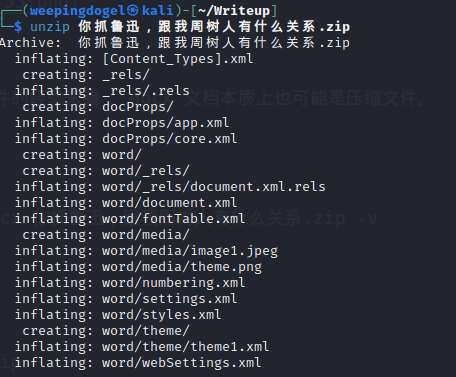 ┌──(weepingdogel㉿kali)-[~/Writeup]
└─$ unzip 你抓鲁迅，跟我周树人有什么关系.zip
Archive:  你抓鲁迅，跟我周树人有什么关系.zip
  inflating: [Content_Types].xml
   creating: _rels/
  inflating: _rels/.rels
   creating: docProps/
  inflating: docProps/app.xml
  inflating: docProps/core.xml
   creating: word/
   creating: word/_rels/
  inflating: word/_rels/document.xml.rels
  inflating: word/document.xml
  inflating: word/fontTable.xml
   creating: word/media/
  inflating: word/media/image1.jpeg
  inflating: word/media/theme.png
  inflating: word/numbering.xml
  inflating: word/settings.xml
  inflating: word/styles.xml
   creating: word/theme/
  inflating: word/theme/theme1.xml
  inflating: word/webSettings.xml